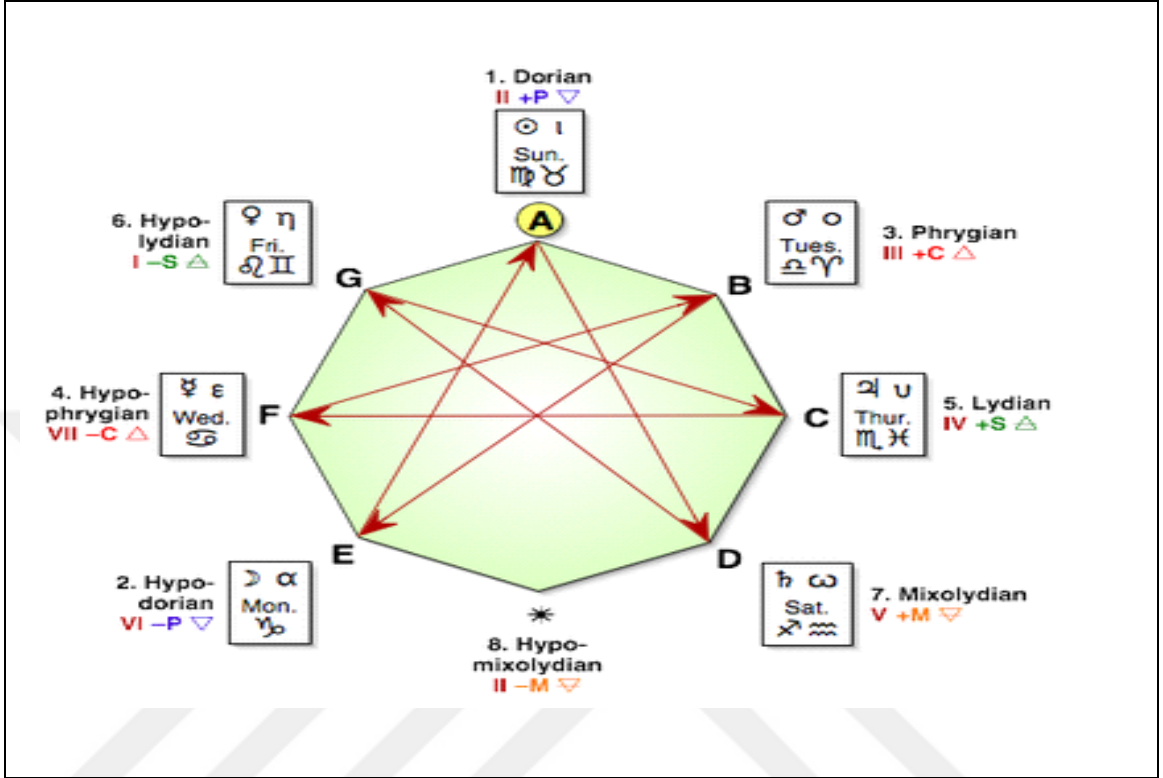 1. Dorian
II +P ▽
☉ ι
Sun.
♍♉
A
6. Hypo-
lydian
I –S △
♀ η
Fri.
♌♊
G
♂ ο
Tues.
♎♈
B
3. Phrygian
III +C △
4. Hypo-
phrygian
VII –C △
☿ ε
Wed.
♋
F
C
♃ υ
Thur.
♏♓
5. Lydian
IV +S △
2. Hypo-
dorian
VI –P ▽
☽ α
Mon.
♑
E
D
♄ ω
Sat.
♐♒
7. Mixolydian
V +M ▽
✳
8. Hypo-
mixolydian
II –M ▽